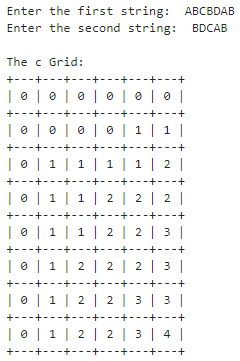 Enter the first string:  ABCBDAB
Enter the second string:  BDCAB

The c Grid:
+---+---+---+---+---+---+
| 0 | 0 | 0 | 0 | 0 | 0 |
+---+---+---+---+---+---+
| 0 | 0 | 0 | 0 | 1 | 1 |
+---+---+---+---+---+---+
| 0 | 1 | 1 | 1 | 1 | 2 |
+---+---+---+---+---+---+
| 0 | 1 | 1 | 2 | 2 | 2 |
+---+---+---+---+---+---+
| 0 | 1 | 1 | 2 | 2 | 3 |
+---+---+---+---+---+---+
| 0 | 1 | 2 | 2 | 2 | 3 |
+---+---+---+---+---+---+
| 0 | 1 | 2 | 2 | 3 | 3 |
+---+---+---+---+---+---+
| 0 | 1 | 2 | 2 | 3 | 4 |
+---+---+---+---+---+---+